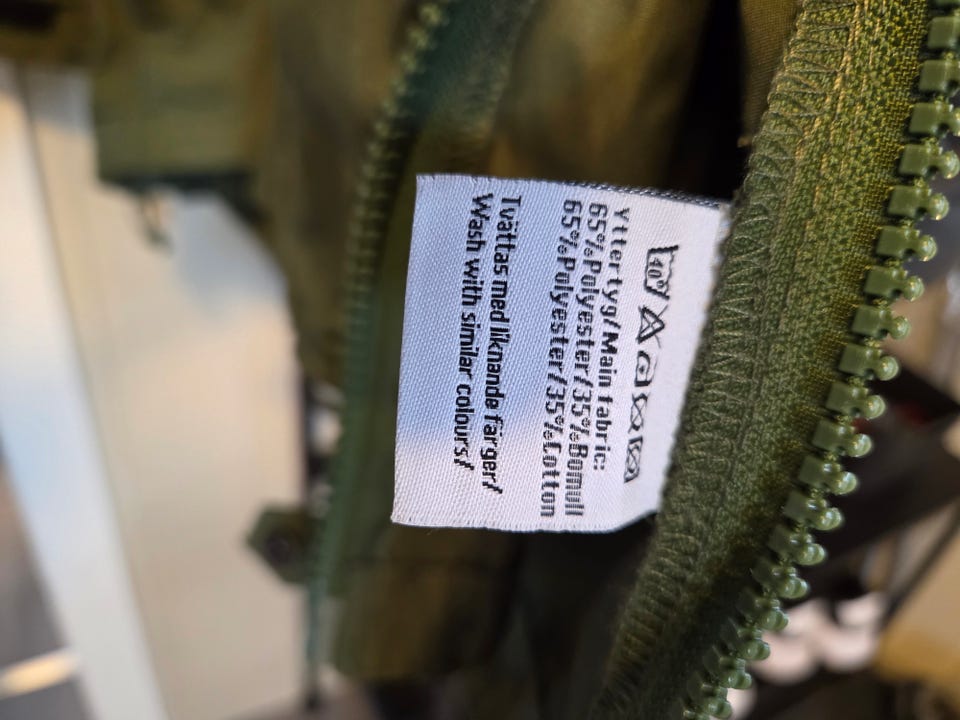 40°
Yttertyg/Main fabric:
65%Polyester/35%Bomull
65%Polyester/35%Cotton
Tvättas med liknande färger/
Wash with similar colours/